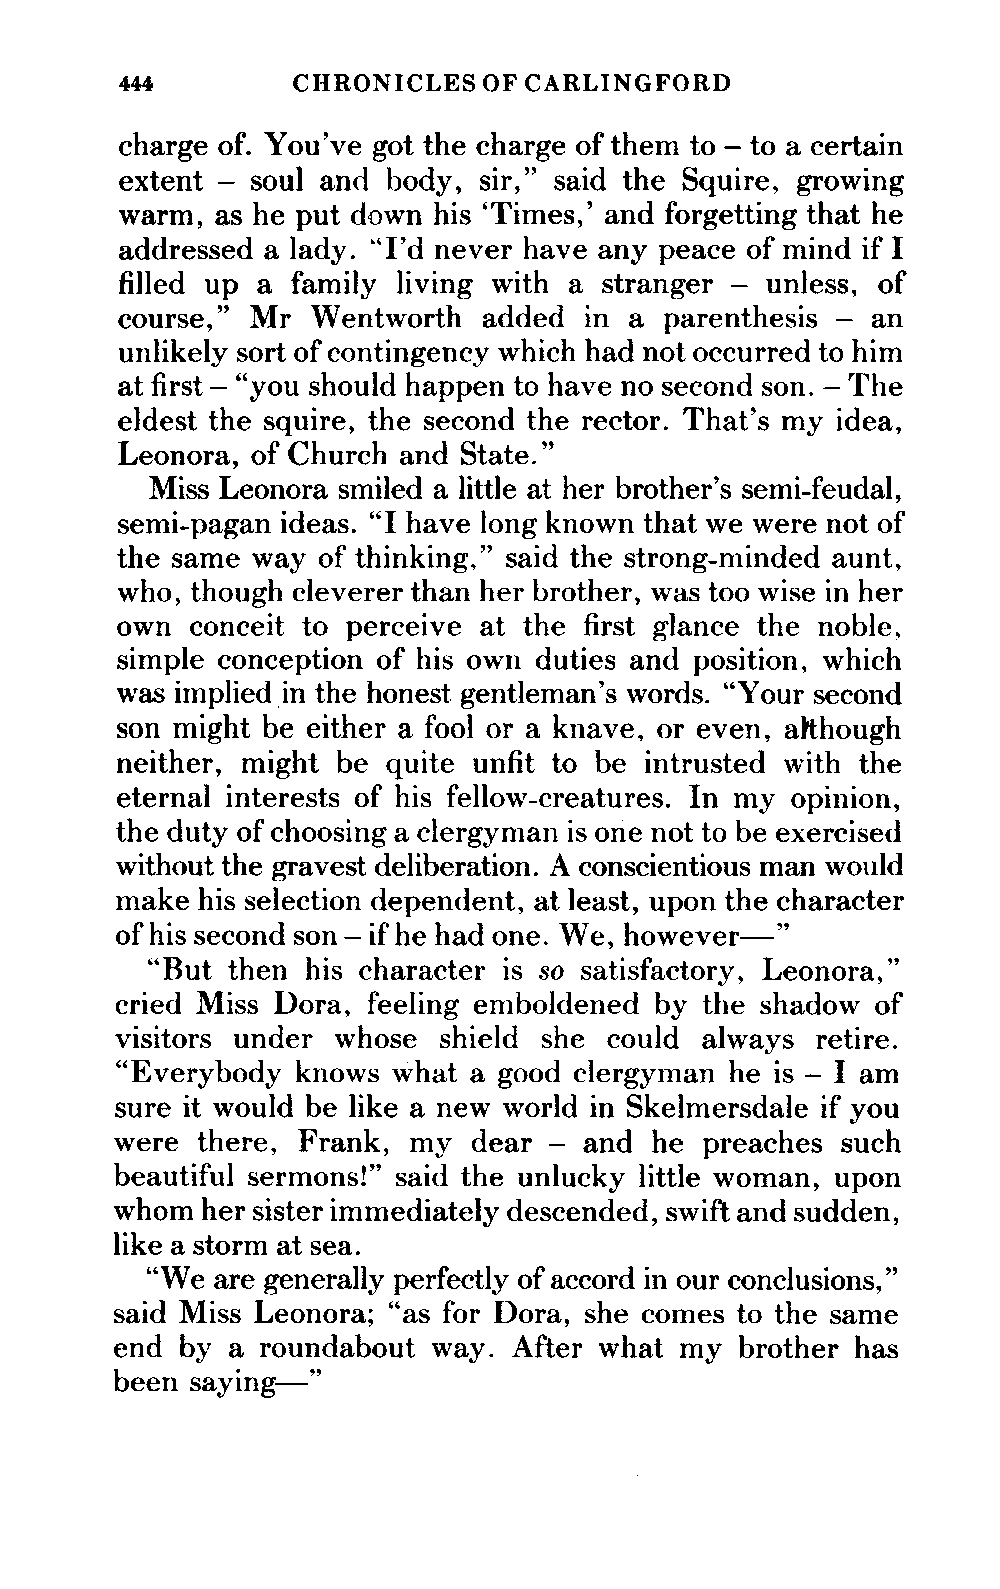 444 CHRONICLES OF CARLINGFORD
charge of. You've got the charge of them to – to a certain
extent – soul and body, sir,” said the Squire, growing
warm, as he put down his ‘Times,’ and forgetting that he
addressed a lady. “I'd never have any peace of mind if I
filled up a family living with a stranger – unless, of
course,” Mr Wentworth added in a parenthesis – an
unlikely sort of contingency which had not occurred to him
at first – “you should happen to have no second son. – The
eldest the squire, the second the rector. That's my idea,
Leonora, of Church and State.”
Miss Leonora smiled a little at her brother's semi-feudal,
semi-pagan ideas. “I have long known that we were not of
the same way of thinking,” said the strong-minded aunt,
who, though cleverer than her brother, was too wise in her
own conceit to perceive at the first glance the noble,
simple conception of his own duties and position, which
was implied in the honest gentleman's words. “Your second
son might be either a fool or a knave, or even, although
neither, might be quite unfit to be intrusted with the
eternal interests of his fellow-creatures. In my opinion,
the duty of choosing a clergyman is one not to be exercised
without the gravest deliberation. A conscientious man would
make his selection dependent, at least, upon the character
of his second son – if he had one. We, however—”
“But then his character is so satisfactory, Leonora,”
cried Miss Dora, feeling emboldened by the shadow of
visitors under whose shield she could always retire.
“Everybody knows what a good clergyman he is – I am
sure it would be like a new world in Skelmersdale if you
were there, Frank, my dear – and he preaches such
beautiful sermons!” said the unlucky little woman, upon
whom her sister immediately descended, swift and sudden,
like a storm at sea.
“We are generally perfectly of accord in our conclusions,”
said Miss Leonora; “as for Dora, she comes to the same
end by a roundabout way. After what my brother has
been saying—”